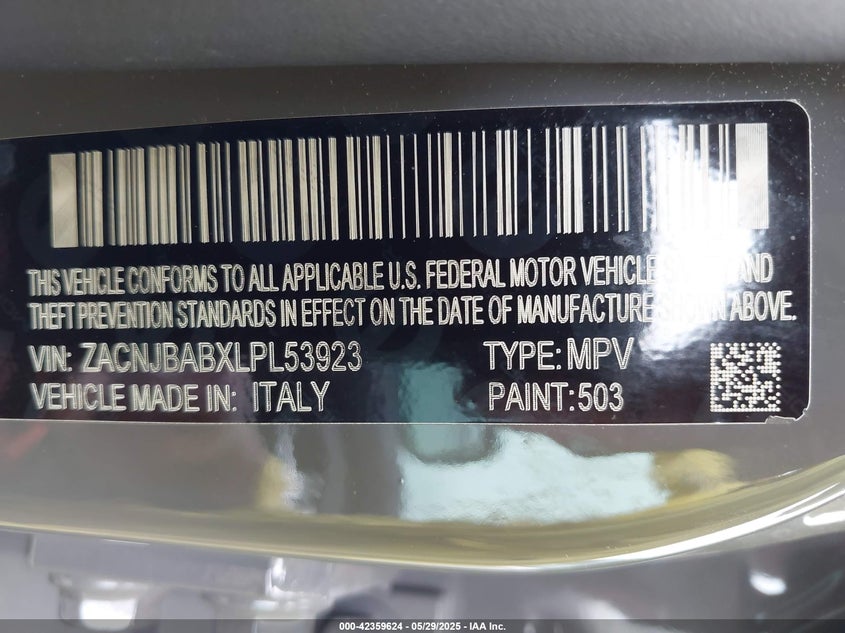 THIS VEHICLE CONFORMS TO ALL APPLICABLE U.S. FEDERAL MOTOR VEHICLE AND
THEFT PREVENTION STANDARDS IN EFFECT ON THE DATE OF MANUFACTURE SHOWN ABOVE.
VIN: ZACNJBABXLPL53923 TYPE: MPV
VEHICLE MADE IN: ITALY PAINT: 503
000-42359624 / 05/29/2025 - IAA Inc.